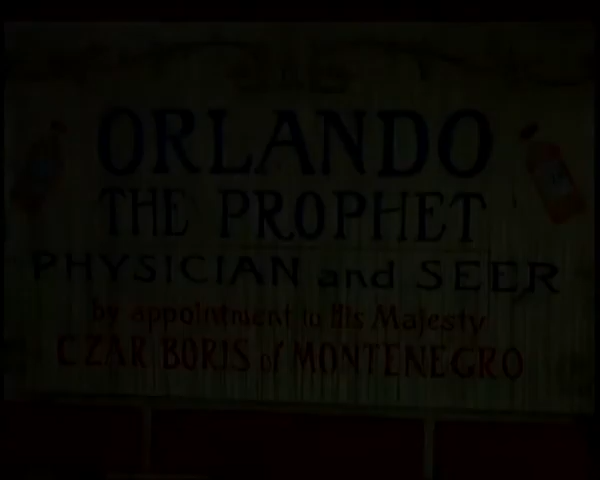 ORLANDO
THE PROPHET
PHYSICIAN and SEER
by appointment to His Majesty
CZAR BORIS of MONTENEGRO